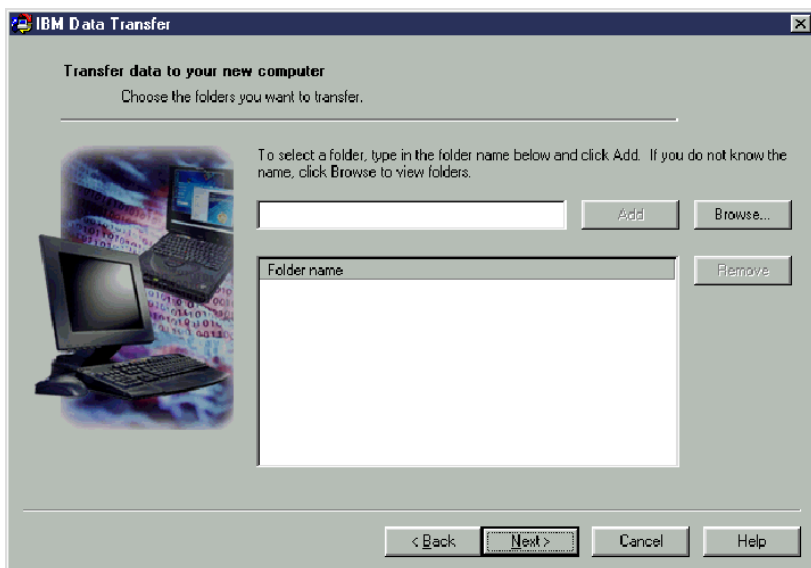 IBM Data Transfer
Transfer data to your new computer
Choose the folders you want to transfer.
To select a folder, type in the folder name below and click Add. If you do not know the
name, click Browse to view folders.
Add
Browse...
Folder name
Remove
< Back
Next >
Cancel
Help